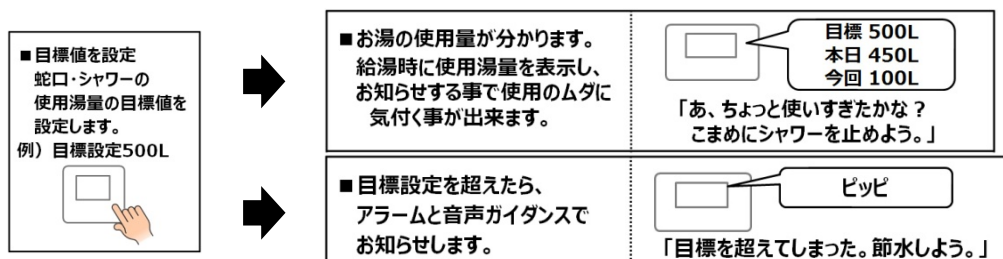 ■目標値を設定
蛇口・シャワーの
使用湯量の目標値を
設定します。
例）目標設定500L
■お湯の使用量が分かります。
給湯時に使用湯量を表示し、
お知らせする事で使用のムダに
気付く事が出来ます。
目標 500L
本日 450L
今回 100L
「あ、ちょっと使いすぎたかな？
こまめにシャワーを止めよう。」
■目標設定を超えたら、
アラームと音声ガイダンスで
お知らせします。
ピッピ
「目標を超えてしまった。節水しよう。」